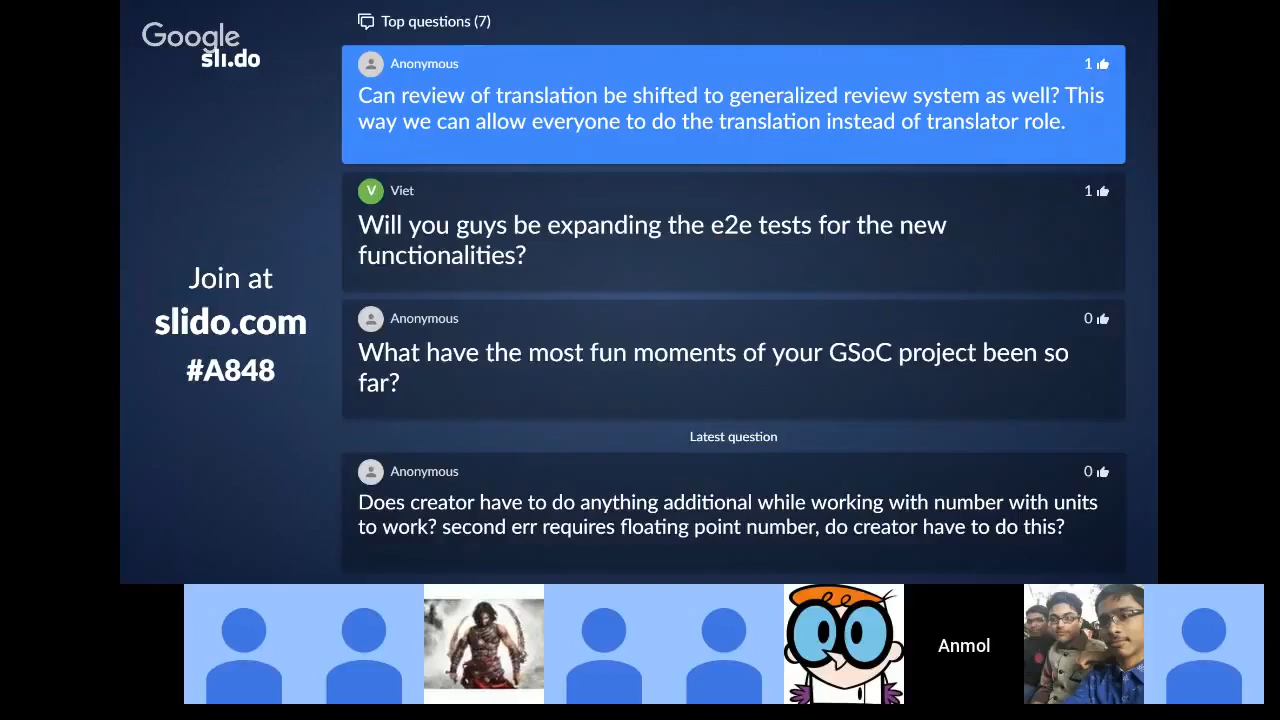 Google
sli.do
Join at
slido.com
#A848
Top questions (7)
Anonymous
1
Can review of translation be shifted to generalized review system as well? This
way we can allow everyone to do the translation instead of translator role.
V Viet
1
Will you guys be expanding the e2e tests for the new
functionalities?
Anonymous
0
What have the most fun moments of your GSoC project been so
far?
Latest question
Anonymous
0
Does creator have to do anything additional while working with number with units
to work? second err requires floating point number, do creator have to do this?
Anmol